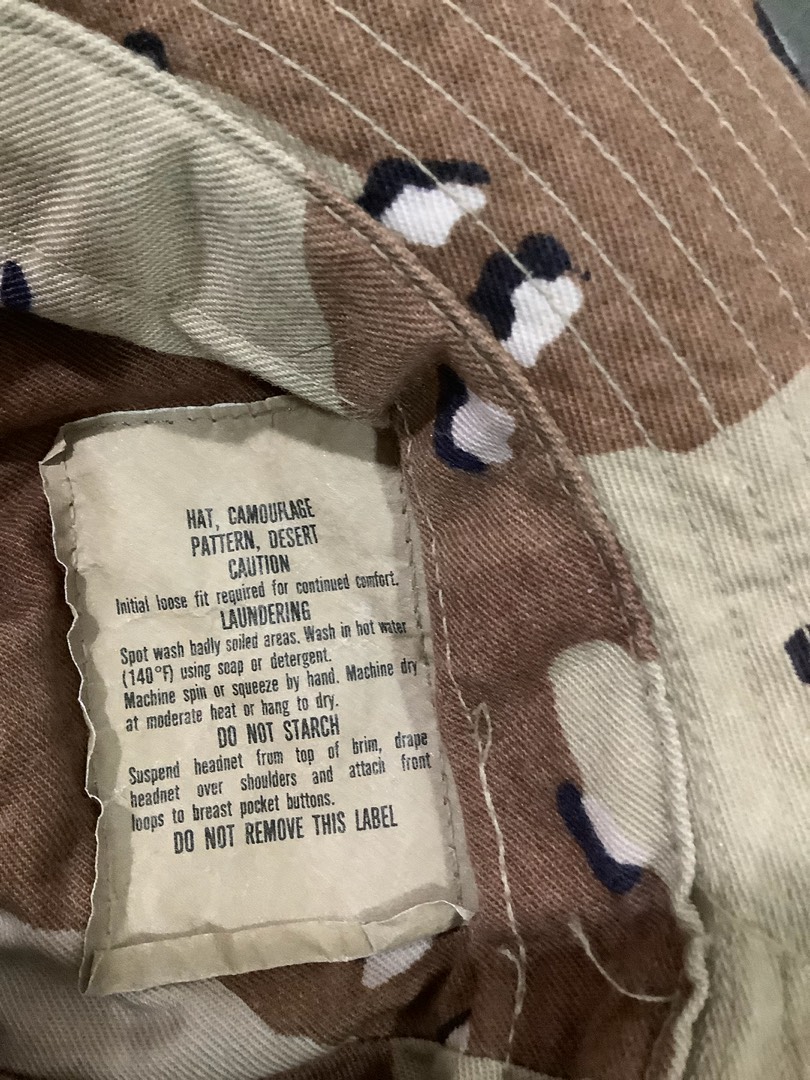 HAT, CAMOUFLAGE
PATTERN, DESERT
CAUTION
Initial loose fit required for continued comfort.
LAUNDERING
Spot wash badly soiled areas. Wash in hot water
(140°F) using soap or detergent.
Machine spin or squeeze by hand. Machine dry
at moderate heat or hang to dry.
DO NOT STARCH
Suspend headnet from top of brim, drape
headnet over shoulders and attach front
loops to breast pocket buttons.
DO NOT REMOVE THIS LABEL